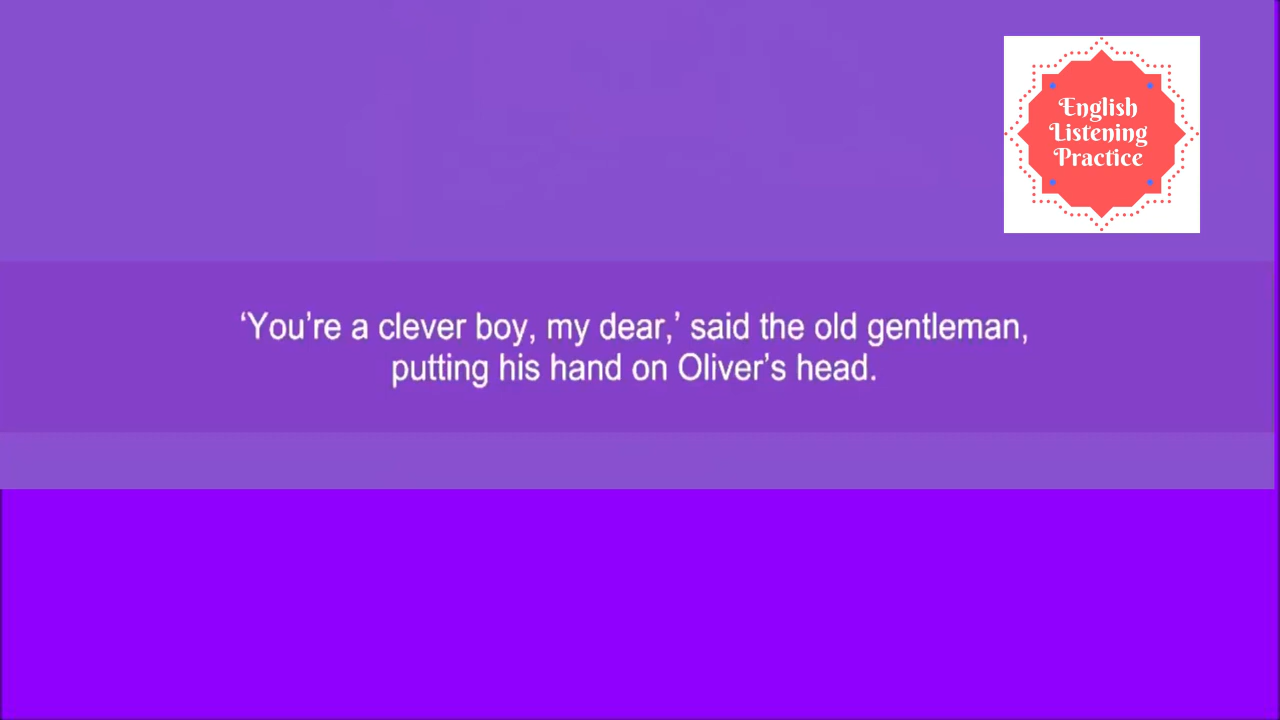 English
Listening
Practice
‘You’re a clever boy, my dear,’ said the old gentleman,
putting his hand on Oliver’s head.